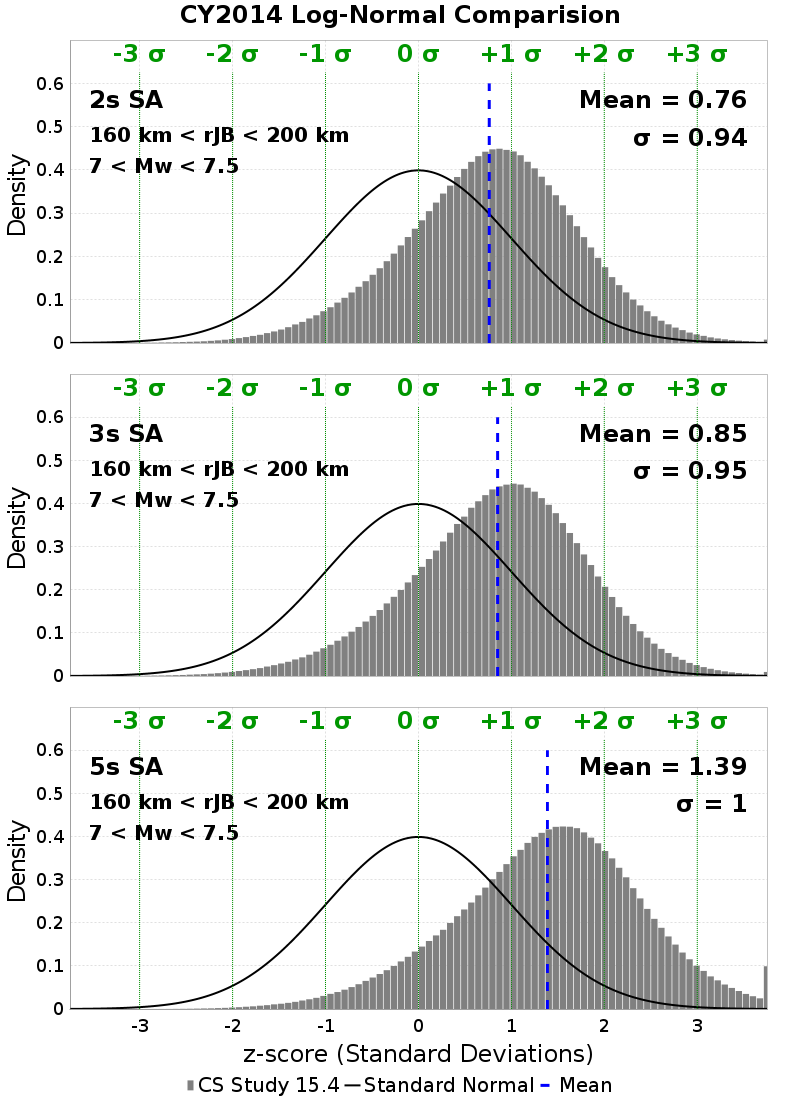 CY2014 Log-Normal Comparision
-3 σ -2 σ -1 σ 0 σ +1 σ +2 σ +3 σ
0.6
2s SA Mean = 0.76
0.5
160 km < rJB < 200 km σ = 0.94
7 < Mw < 7.5
0.4
0.3
0.2
0.1
0
Density
-3 σ -2 σ -1 σ 0 σ +1 σ +2 σ +3 σ
0.6
3s SA Mean = 0.85
0.5
160 km < rJB < 200 km σ = 0.95
7 < Mw < 7.5
0.4
0.3
0.2
0.1
0
Density
-3 σ -2 σ -1 σ 0 σ +1 σ +2 σ +3 σ
0.6
5s SA Mean = 1.39
0.5
160 km < rJB < 200 km σ = 1
7 < Mw < 7.5
0.4
0.3
0.2
0.1
0
Density
-3 -2 -1 0 1 2 3
z-score (Standard Deviations)
CS Study 15.4 Standard Normal Mean